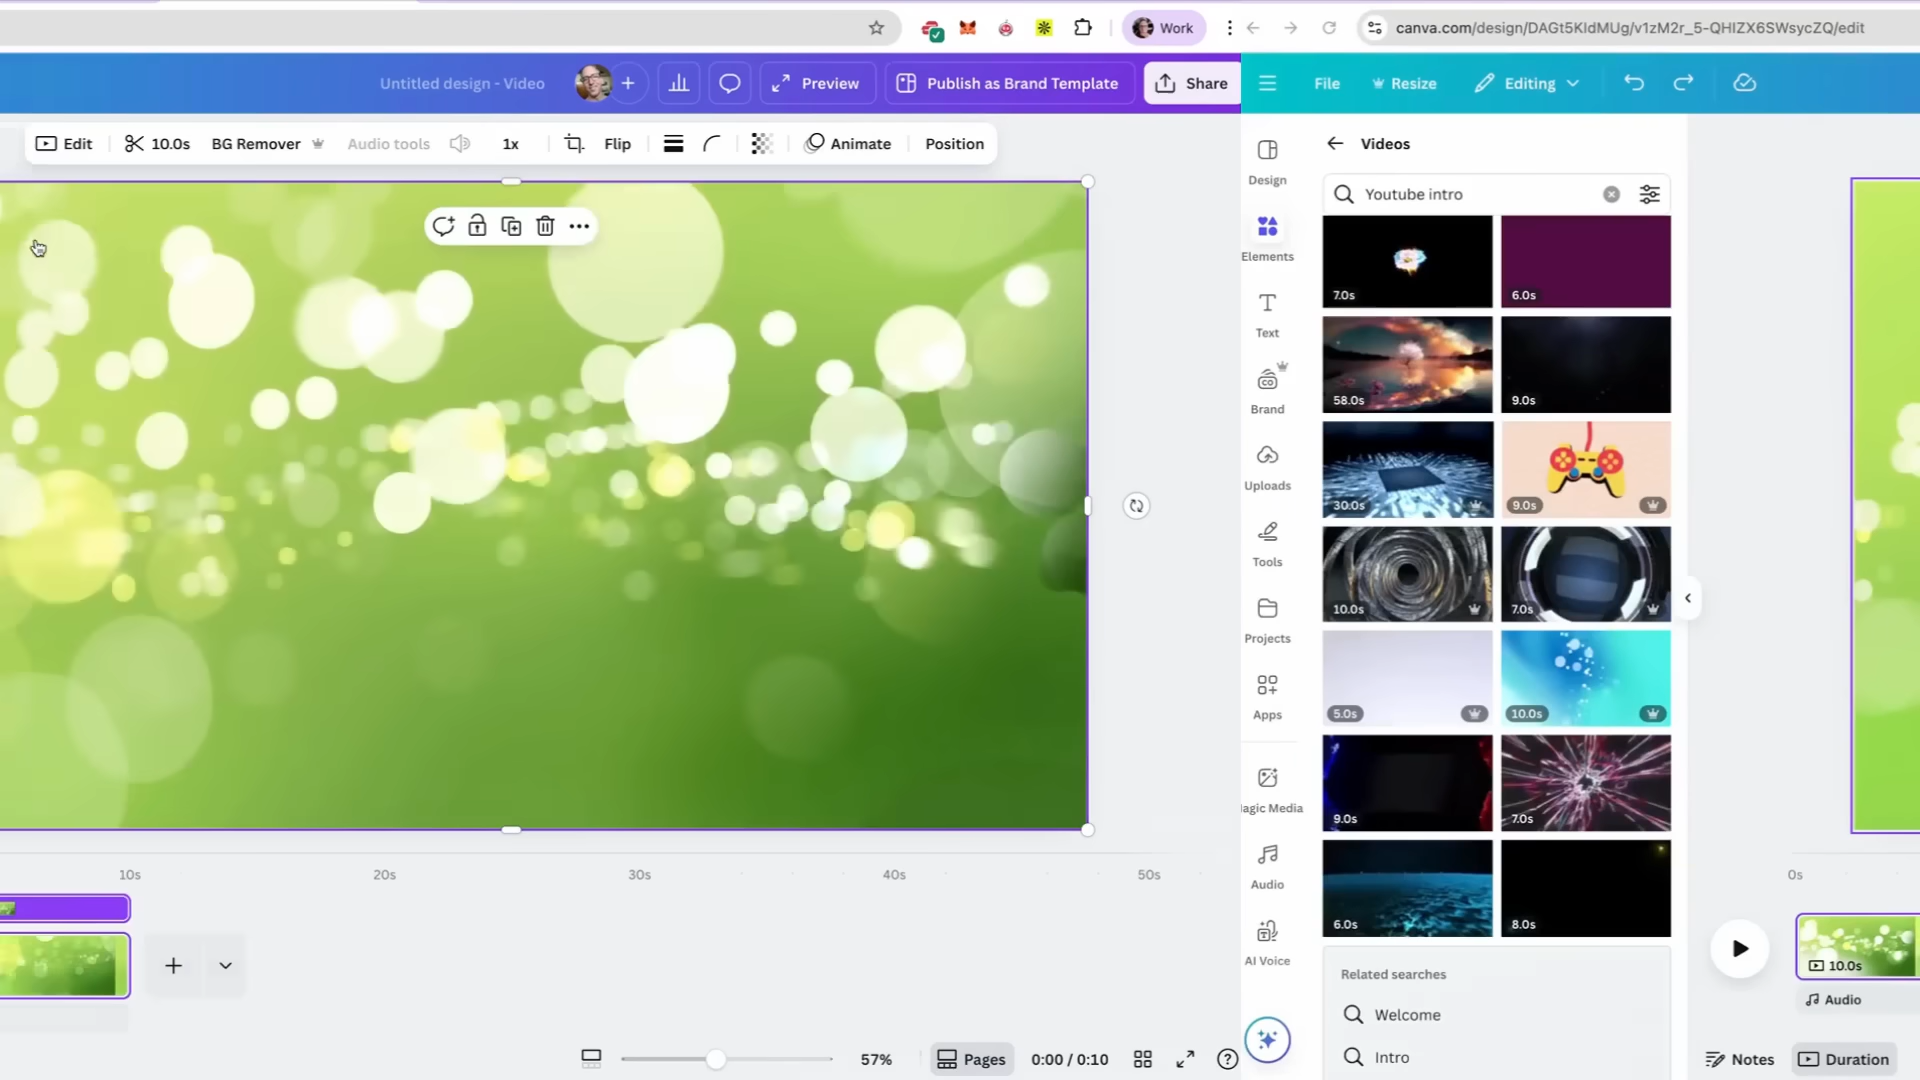 Work
canva.com/design/DAGt5KIdMUg/v1zM2r_5-QHIZX6SWsycZQ/edit
Untitled design - Video
Preview
Publish as Brand Template
Share
File
Resize
Editing
Edit
10.0s
BG Remover
Audio tools
1x
Flip
Animate
Position
Design
Elements
Text
Brand
Uploads
Tools
Projects
Apps
agic Media
Audio
AI Voice
Videos
Youtube intro
7.0s
6.0s
58.0s
9.0s
30.0s
9.0s
10.0s
7.0s
5.0s
10.0s
9.0s
7.0s
6.0s
8.0s
Related searches
Welcome
Intro
10s
20s
30s
40s
50s
0s
10.0s
Audio
57%
Pages
0:00 / 0:10
Notes
Duration